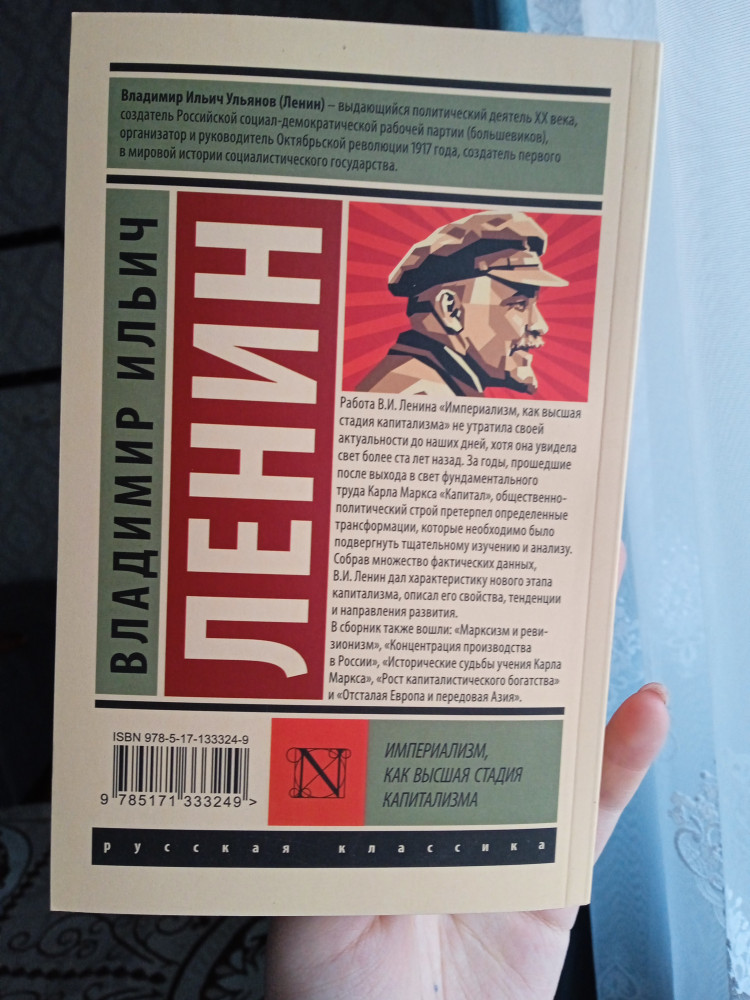 Владимир Ильич Ульянов (Ленин) – выдающийся политический деятель XX века,
создатель Российской социал-демократической рабочей партии (большевиков),
организатор и руководитель Октябрьской революции 1917 года, создатель первого
в мировой истории социалистического государства.
ВЛАДИМИР ИЛЬИЧ
ЛЕНИН
Работа В.И. Ленина «Империализм, как высшая
стадия капитализма» не утратила своей
актуальности до наших дней, хотя она увидела
свет более ста лет назад. За годы, прошедшие
после выхода в свет фундаментального
труда Карла Маркса «Капитал», общественно-
политический строй претерпел определенные
трансформации, которые необходимо было
подвергнуть тщательному изучению и анализу.
Собрав множество фактических данных,
В.И. Ленин дал характеристику нового этапа
капитализма, описал его свойства, тенденции
и направления развития.
В сборник также вошли: «Марксизм и реви-
зионизм», «Концентрация производства
в России», «Исторические судьбы учения Карла
Маркса», «Рост капиталистического богатства»
и «Отсталая Европа и передовая Азия».
ISBN 978-5-17-133324-9
9 785171 333249 >
N
ИМПЕРИАЛИЗМ,
КАК ВЫСШАЯ СТАДИЯ
КАПИТАЛИЗМА
русская классика